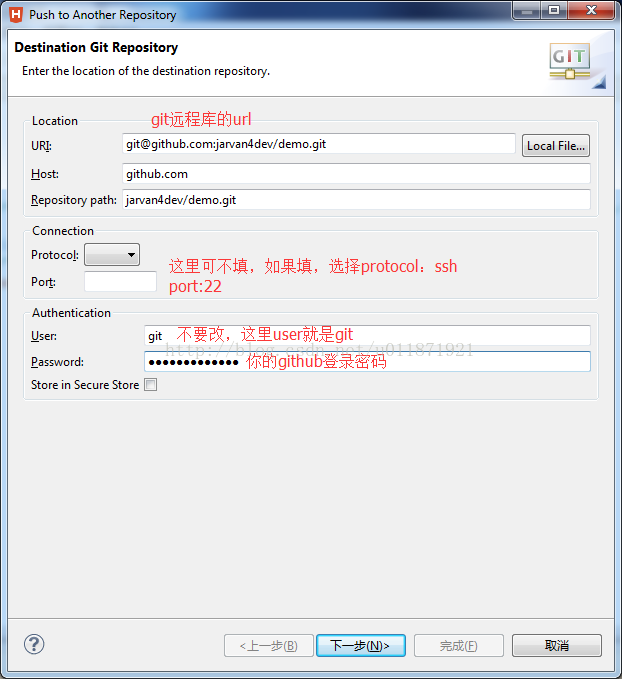 Push to Another Repository
Destination Git Repository
Enter the location of the destination repository.
GIT
Location
git远程库的url
URI:
git@github.com:jarvan4dev/demo.git
Local File...
Host:
github.com
Repository path:
jarvan4dev/demo.git
Connection
Protocol:
这里可不填，如果填，选择protocol：ssh
port:22
Port:
Authentication
User:
git
不要改，这里user就是git
http://blog.csdn.net/u011871921
Password:
●●●●●●●●●●●●●
你的github登录密码
Store in Secure Store
<上一步(B)
下一步(N)>
完成(F)
取消